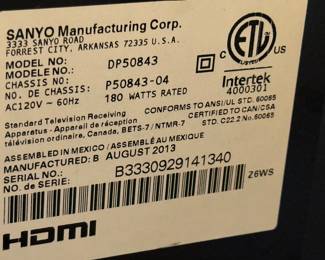 SANYO Manufacturing Corp.
3333 SANYO ROAD
FORREST CITY, ARKANSAS 72335 U.S.A.
MODEL NO:
MODELE NO.: DP50843
CHASSIS NO:
NO. DE CHASSIS: P50843-04
AC120V ~ 60Hz 180 WATTS RATED
C ETL US
LISTED
Intertek
4000301
Standard Television Receiving
Apparatus - Appareil de réception
télévision ordinaire, Canada, BETS-7 / NTMR-7
CONFORMS TO ANSI/UL STD. 60065
CERTIFIED TO CAN/CSA
STD. C22.2 No. 60065
ASSEMBLED IN MEXICO / ASSEMBLÉ AU MEXIQUE
MANUFACTURED: B AUGUST 2013
SERIAL NO:
No. de Série: B3330929141340
Z6WS
HDMI